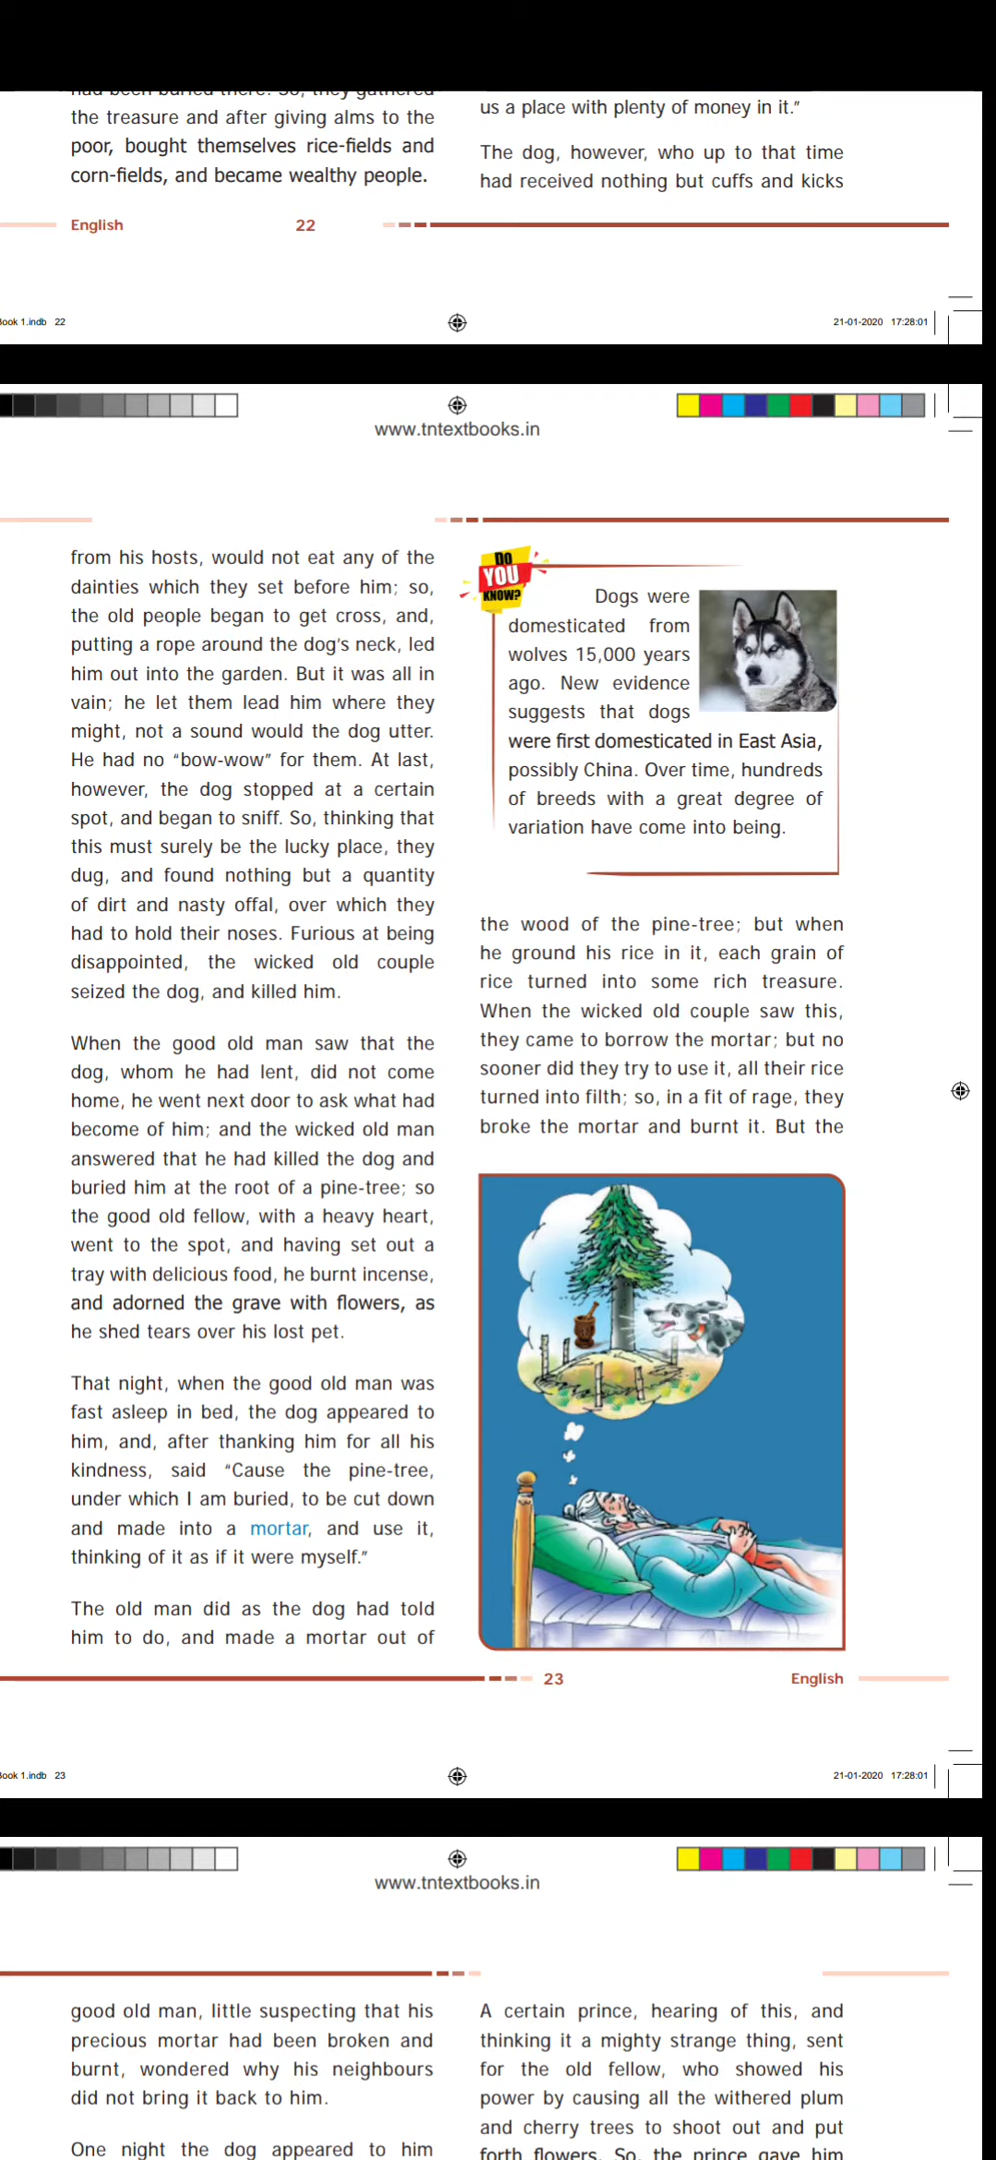 had been buried there. So, they gathered
the treasure and after giving alms to the
poor, bought themselves rice-fields and
corn-fields, and became wealthy people.
us a place with plenty of money in it.”
The dog, however, who up to that time
had received nothing but cuffs and kicks
English 22
Book 1.indb 22
21-01-2020 17:28:01
www.tntextbooks.in
from his hosts, would not eat any of the
dainties which they set before him; so,
the old people began to get cross, and,
putting a rope around the dog’s neck, led
him out into the garden. But it was all in
vain; he let them lead him where they
might, not a sound would the dog utter.
He had no “bow-wow” for them. At last,
however, the dog stopped at a certain
spot, and began to sniff. So, thinking that
this must surely be the lucky place, they
dug, and found nothing but a quantity
of dirt and nasty offal, over which they
had to hold their noses. Furious at being
disappointed, the wicked old couple
seized the dog, and killed him.
When the good old man saw that the
dog, whom he had lent, did not come
home, he went next door to ask what had
become of him; and the wicked old man
answered that he had killed the dog and
buried him at the root of a pine-tree; so
the good old fellow, with a heavy heart,
went to the spot, and having set out a
tray with delicious food, he burnt incense,
and adorned the grave with flowers, as
he shed tears over his lost pet.
That night, when the good old man was
fast asleep in bed, the dog appeared to
him, and, after thanking him for all his
kindness, said “Cause the pine-tree,
under which I am buried, to be cut down
and made into a mortar, and use it,
thinking of it as if it were myself.”
The old man did as the dog had told
him to do, and made a mortar out of
DO
YOU
KNOW?
Dogs were
domesticated from
wolves 15,000 years
ago. New evidence
suggests that dogs
were first domesticated in East Asia,
possibly China. Over time, hundreds
of breeds with a great degree of
variation have come into being.
the wood of the pine-tree; but when
he ground his rice in it, each grain of
rice turned into some rich treasure.
When the wicked old couple saw this,
they came to borrow the mortar; but no
sooner did they try to use it, all their rice
turned into filth; so, in a fit of rage, they
broke the mortar and burnt it. But the
23 English
Book 1.indb 23
21-01-2020 17:28:01
www.tntextbooks.in
good old man, little suspecting that his
precious mortar had been broken and
burnt, wondered why his neighbours
did not bring it back to him.
One night the dog appeared to him
A certain prince, hearing of this, and
thinking it a mighty strange thing, sent
for the old fellow, who showed his
power by causing all the withered plum
and cherry trees to shoot out and put
forth flowers. So, the prince gave him